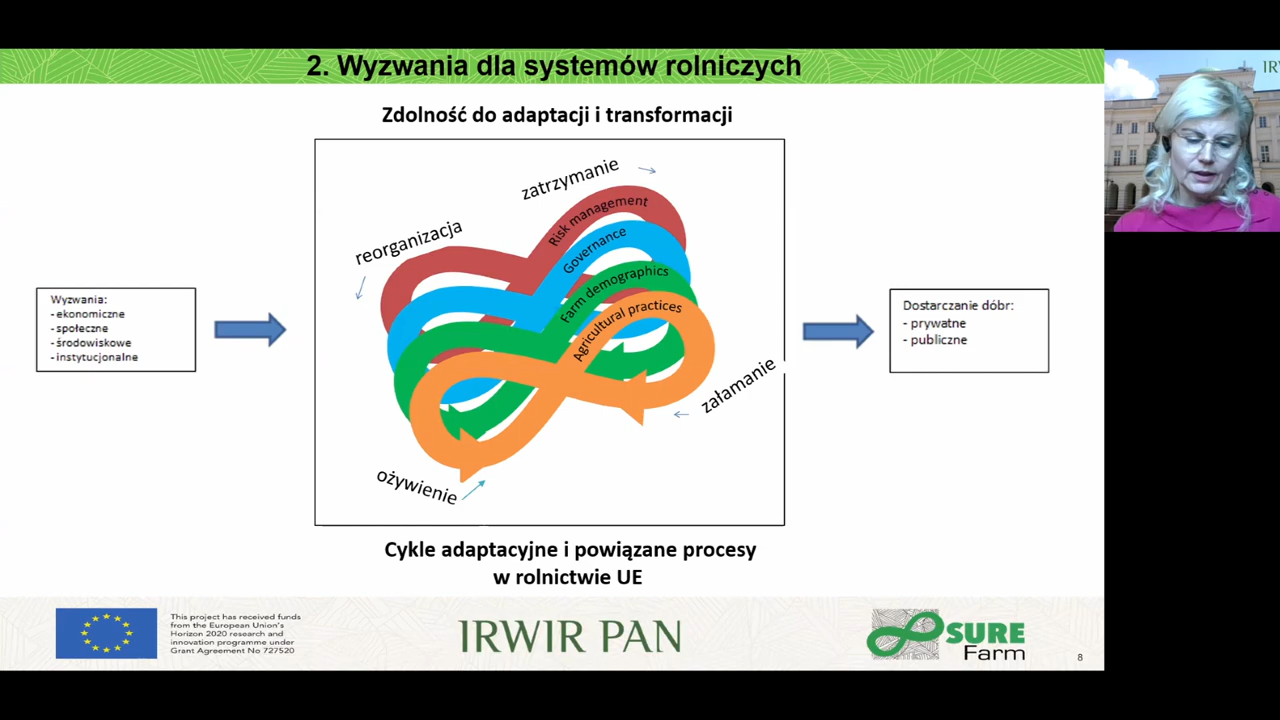 2. Wyzwania dla systemów rolniczych
IRW
Zdolność do adaptacji i transformacji
zatrzymanie
reorganizacja
Risk management
Governance
Farm demographics
Agricultural practices
Wyzwania:
- ekonomiczne
- społeczne
- środowiskowe
- instytucjonalne
Dostarczanie dóbr:
- prywatne
- publiczne
załamanie
ożywienie
Cykle adaptacyjne i powiązane procesy
w rolnictwie UE
This project has received funds
from the European Union's
Horizon 2020 research and
innovation programme under
Grant Agreement No 727520
IRWIR PAN
SURE
Farm
8